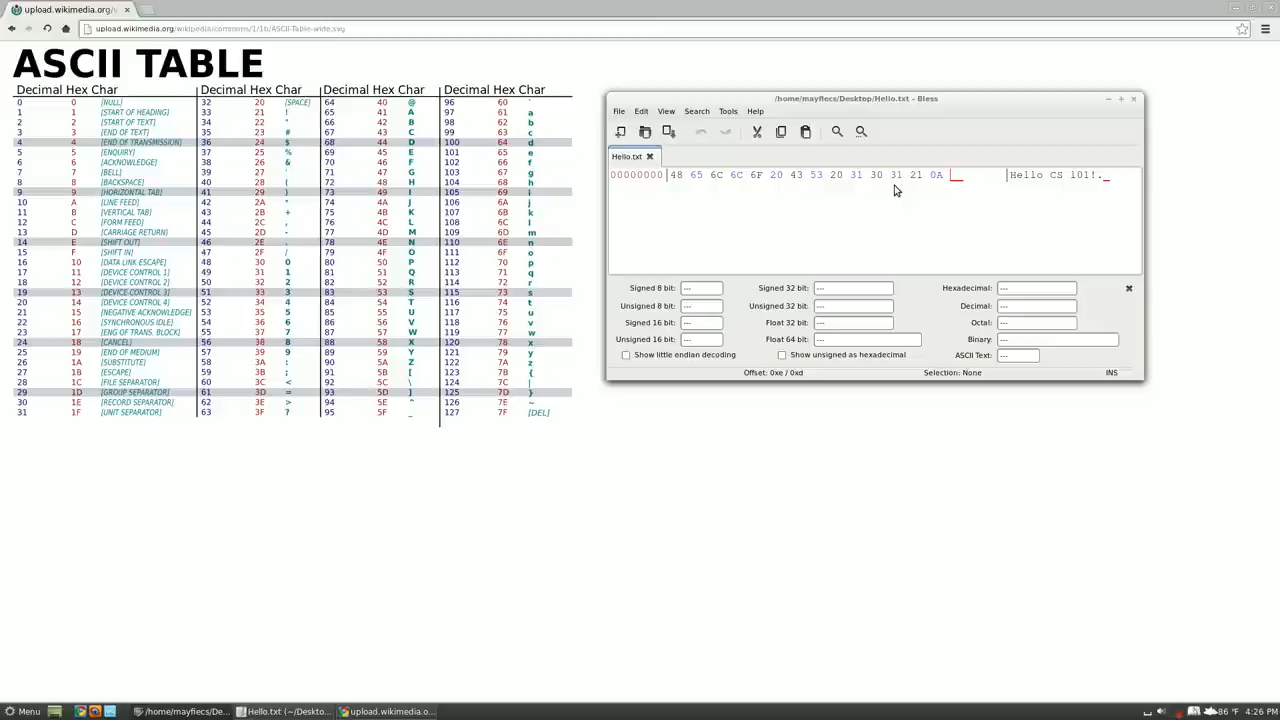 upload.wikimedia.org/w
upload.wikimedia.org/wikipedia/commons/1/1b/ASCII-Table-wide.svg
ASCII TABLE
Decimal Hex Char Decimal Hex Char Decimal Hex Char Decimal Hex Char
0 0 [NULL] 32 20 [SPACE] 64 40 @ 96 60 `
1 1 [START OF HEADING] 33 21 ! 65 41 A 97 61 a
2 2 [START OF TEXT] 34 22 " 66 42 B 98 62 b
3 3 [END OF TEXT] 35 23 # 67 43 C 99 63 c
4 4 [END OF TRANSMISSION] 36 24 $ 68 44 D 100 64 d
5 5 [ENQUIRY] 37 25 % 69 45 E 101 65 e
6 6 [ACKNOWLEDGE] 38 26 & 70 46 F 102 66 f
7 7 [BELL] 39 27 ' 71 47 G 103 67 g
8 8 [BACKSPACE] 40 28 ( 72 48 H 104 68 h
9 9 [HORIZONTAL TAB] 41 29 ) 73 49 I 105 69 i
10 A [LINE FEED] 42 2A * 74 4A J 106 6A j
11 B [VERTICAL TAB] 43 2B + 75 4B K 107 6B k
12 C [FORM FEED] 44 2C , 76 4C L 108 6C l
13 D [CARRIAGE RETURN] 45 2D - 77 4D M 109 6D m
14 E [SHIFT OUT] 46 2E . 78 4E N 110 6E n
15 F [SHIFT IN] 47 2F / 79 4F O 111 6F o
16 10 [DATA LINK ESCAPE] 48 30 0 80 50 P 112 70 p
17 11 [DEVICE CONTROL 1] 49 31 1 81 51 Q 113 71 q
18 12 [DEVICE CONTROL 2] 50 32 2 82 52 R 114 72 r
19 13 [DEVICE CONTROL 3] 51 33 3 83 53 S 115 73 s
20 14 [DEVICE CONTROL 4] 52 34 4 84 54 T 116 74 t
21 15 [NEGATIVE ACKNOWLEDGE] 53 35 5 85 55 U 117 75 u
22 16 [SYNCHRONOUS IDLE] 54 36 6 86 56 V 118 76 v
23 17 [ENG OF TRANS. BLOCK] 55 37 7 87 57 W 119 77 w
24 18 [CANCEL] 56 38 8 88 58 X 120 78 x
25 19 [END OF MEDIUM] 57 39 9 89 59 Y 121 79 y
26 1A [SUBSTITUTE] 58 3A : 90 5A Z 122 7A z
27 1B [ESCAPE] 59 3B ; 91 5B [ 123 7B {
28 1C [FILE SEPARATOR] 60 3C < 92 5C \ 124 7C |
29 1D [GROUP SEPARATOR] 61 3D = 93 5D ] 125 7D }
30 1E [RECORD SEPARATOR] 62 3E > 94 5E ^ 126 7E ~
31 1F [UNIT SEPARATOR] 63 3F ? 95 5F _ 127 7F [DEL]
/home/mayfiecs/Desktop/Hello.txt - Bless
File Edit View Search Tools Help
Hello.txt
00000000 48 65 6C 6C 6F 20 43 53 20 31 30 31 21 0A Hello CS 101!.
Signed 8 bit: --- Signed 32 bit: --- Hexadecimal: ---
Unsigned 8 bit: --- Unsigned 32 bit: --- Decimal: ---
Signed 16 bit: --- Float 32 bit: --- Octal: ---
Unsigned 16 bit: --- Float 64 bit: --- Binary: ---
Show little endian decoding Show unsigned as hexadecimal ASCII Text: ---
Offset: 0xe / 0xd Selection: None INS
Menu /home/mayfiecs/De... Hello.txt (~/Deskto... upload.wikimedia.o... 86 °F 4:26 PM